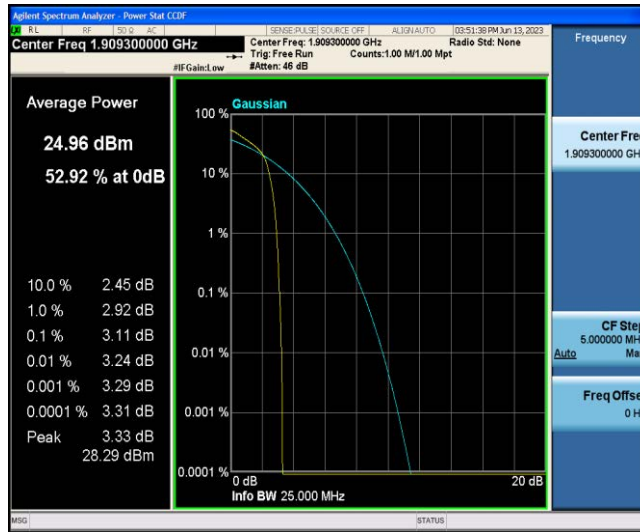 Agilent Spectrum Analyzer - Power Stat CCDF
RL RF 50 Ω AC SENSE:PULSE SOURCE OFF ALIGN AUTO 03:51:38 PM Jun 13, 2023
Center Freq 1.909300000 GHz
Center Freq: 1.909300000 GHz Radio Std: None
Trig: Free Run Counts:1.00 M/1.00 Mpt
#IFGain:Low #Atten: 46 dB
Frequency
Average Power
24.96 dBm
52.92 % at 0dB
10.0 % 2.45 dB
1.0 % 2.92 dB
0.1 % 3.11 dB
0.01 % 3.24 dB
0.001 % 3.29 dB
0.0001 % 3.31 dB
Peak 3.33 dB
28.29 dBm
Gaussian
100 %
10 %
1 %
0.1 %
0.01 %
0.001 %
0.0001 %
0 dB 20 dB
Info BW 25.000 MHz
Center Fre
1.909300000 GH
CF Step
5.000000 MH
Auto Ma
Freq Offse
0 H
MSG STATUS